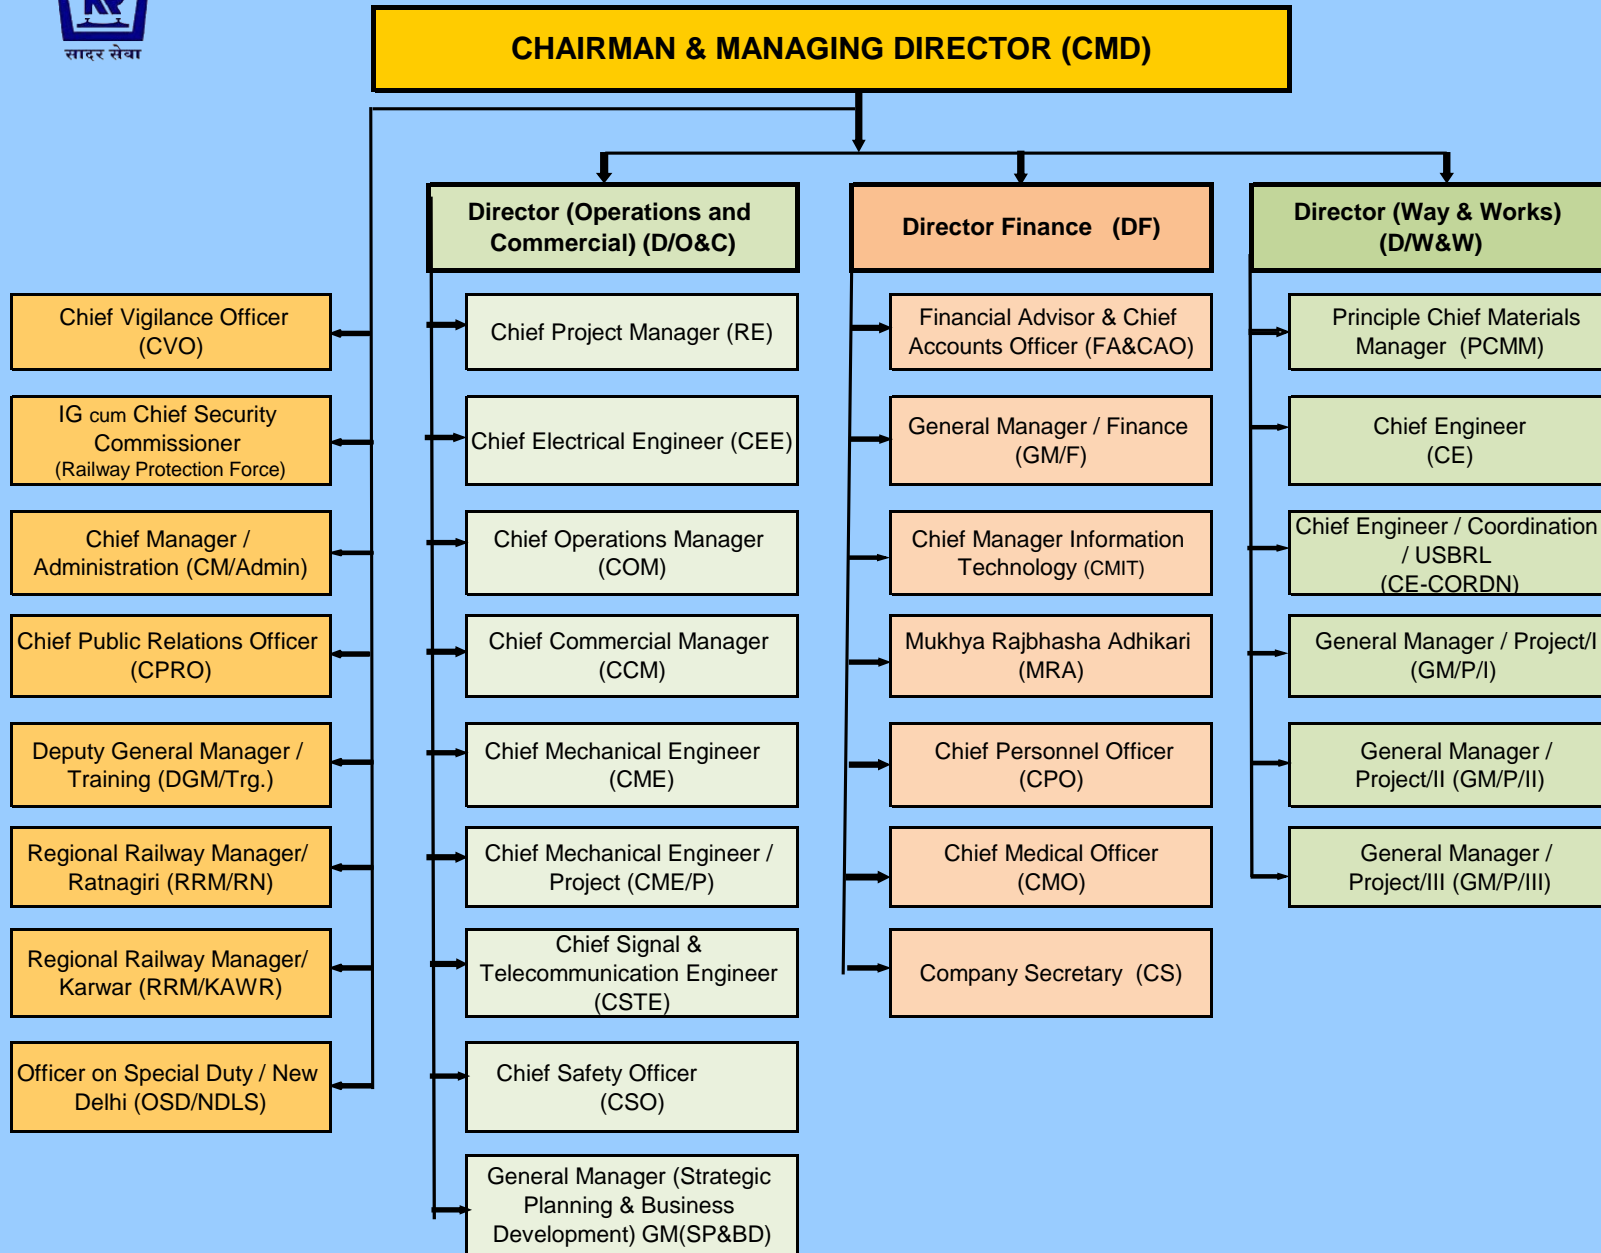 सादर सेवा
CHAIRMAN & MANAGING DIRECTOR (CMD)
Director (Operations and
Commercial) (D/O&C)
Director Finance (DF)
Director (Way & Works)
(D/W&W)
Chief Vigilance Officer
(CVO)
IG cum Chief Security
Commissioner
(Railway Protection Force)
Chief Manager /
Administration (CM/Admin)
Chief Public Relations Officer
(CPRO)
Deputy General Manager /
Training (DGM/Trg.)
Regional Railway Manager/
Ratnagiri (RRM/RN)
Regional Railway Manager/
Karwar (RRM/KAWR)
Officer on Special Duty / New
Delhi (OSD/NDLS)
Chief Project Manager (RE)
Chief Electrical Engineer (CEE)
Chief Operations Manager
(COM)
Chief Commercial Manager
(CCM)
Chief Mechanical Engineer
(CME)
Chief Mechanical Engineer /
Project (CME/P)
Chief Signal &
Telecommunication Engineer
(CSTE)
Chief Safety Officer
(CSO)
General Manager (Strategic
Planning & Business
Development) GM(SP&BD)
Financial Advisor & Chief
Accounts Officer (FA&CAO)
General Manager / Finance
(GM/F)
Chief Manager Information
Technology (CMIT)
Mukhya Rajbhasha Adhikari
(MRA)
Chief Personnel Officer
(CPO)
Chief Medical Officer
(CMO)
Company Secretary (CS)
Principle Chief Materials
Manager (PCMM)
Chief Engineer
(CE)
Chief Engineer / Coordination
/ USBRL
(CE-CORDN)
General Manager / Project/I
(GM/P/I)
General Manager /
Project/II (GM/P/II)
General Manager /
Project/III (GM/P/III)